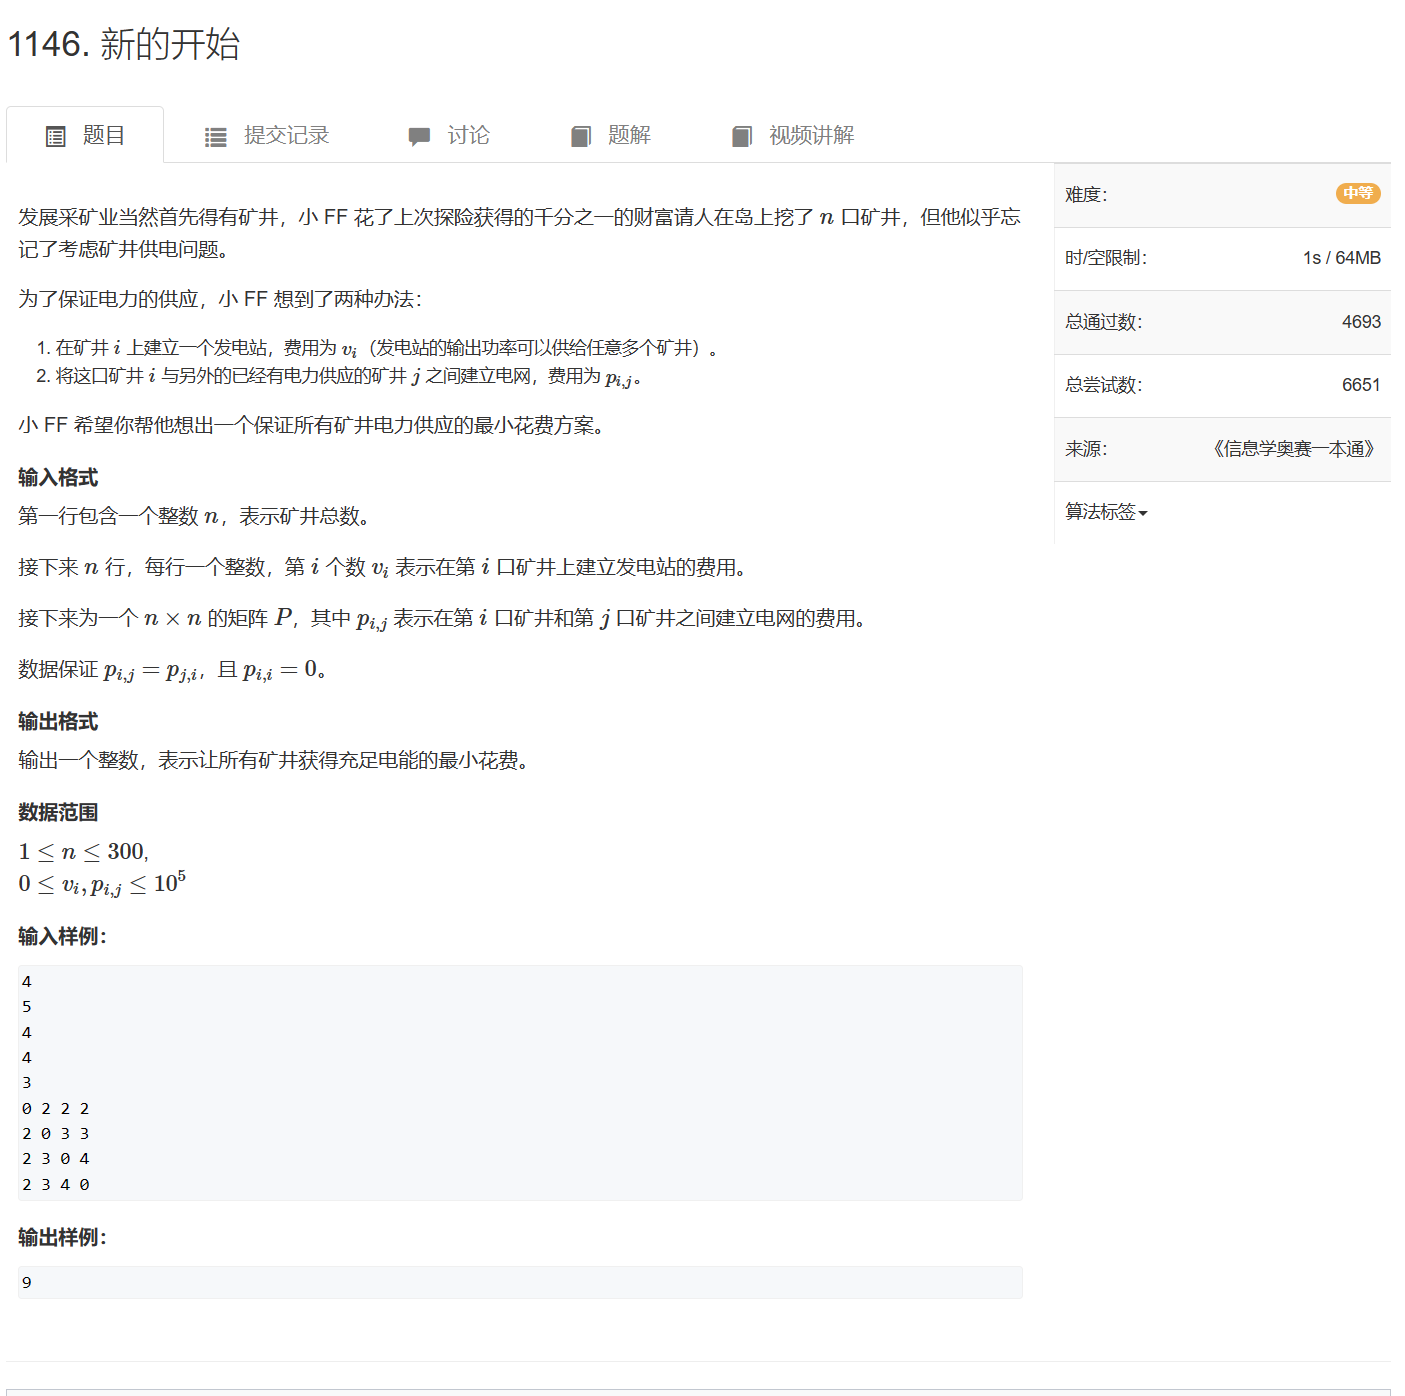 1146. 新的开始
题目 提交记录 讨论 题解 视频讲解
发展采矿业当然首先得有矿井，小 FF 花了上次探险获得的千分之一的财富请人在岛上挖了 n 口矿井，但他似乎忘
记了考虑矿井供电问题。
为了保证电力的供应，小 FF 想到了两种办法：
1. 在矿井 i 上建立一个发电站，费用为 v_i（发电站的输出功率可以供给任意多个矿井）。
2. 将这口矿井 i 与另外的已经有电力供应的矿井 j 之间建立电网，费用为 p_{i,j}。
小 FF 希望你帮他想出一个保证所有矿井电力供应的最小花费方案。
输入格式
第一行包含一个整数 n，表示矿井总数。
接下来 n 行，每行一个整数，第 i 个数 v_i 表示在第 i 口矿井上建立发电站的费用。
接下来为一个 n × n 的矩阵 P，其中 p_{i,j} 表示在第 i 口矿井和第 j 口矿井之间建立电网的费用。
数据保证 p_{i,j} = p_{j,i}，且 p_{i,i} = 0。
输出格式
输出一个整数，表示让所有矿井获得充足电能的最小花费。
数据范围
1 ≤ n ≤ 300,
0 ≤ v_i, p_{i,j} ≤ 10^5
输入样例：
4
5
4
4
3
0 2 2 2
2 0 3 3
2 3 0 4
2 3 4 0
输出样例：
9
难度： 中等
时/空限制： 1s / 64MB
总通过数： 4693
总尝试数： 6651
来源： 《信息学奥赛一本通》
算法标签